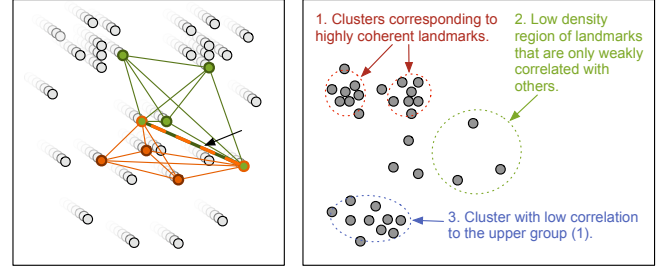 1. Clusters corresponding to
highly coherent landmarks.
2. Low density
region of landmarks
that are only weakly
correlated with
others.
3. Cluster with low correlation
to the upper group (1).